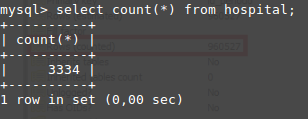 mysql> select count(*) from hospital;
+----------+
| count(*) |
+----------+
|     3334 |
+----------+
1 row in set (0,00 sec)